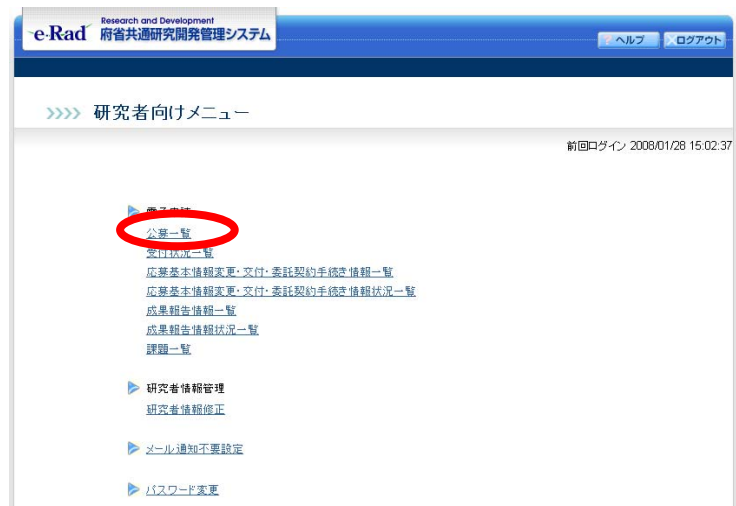 e-Rad
Research and Development
府省共通研究開発管理システム
ヘルプ
ログアウト
研究者向けメニュー
前回ログイン 2008/01/28 15:02:37
公募一覧
受付状況一覧
応募基本情報変更・交付・委託契約手続き情報一覧
応募基本情報変更・交付・委託契約手続き情報状況一覧
成果報告情報一覧
成果報告情報状況一覧
課題一覧
研究者情報管理
研究者情報修正
メール通知不要設定
パスワード変更